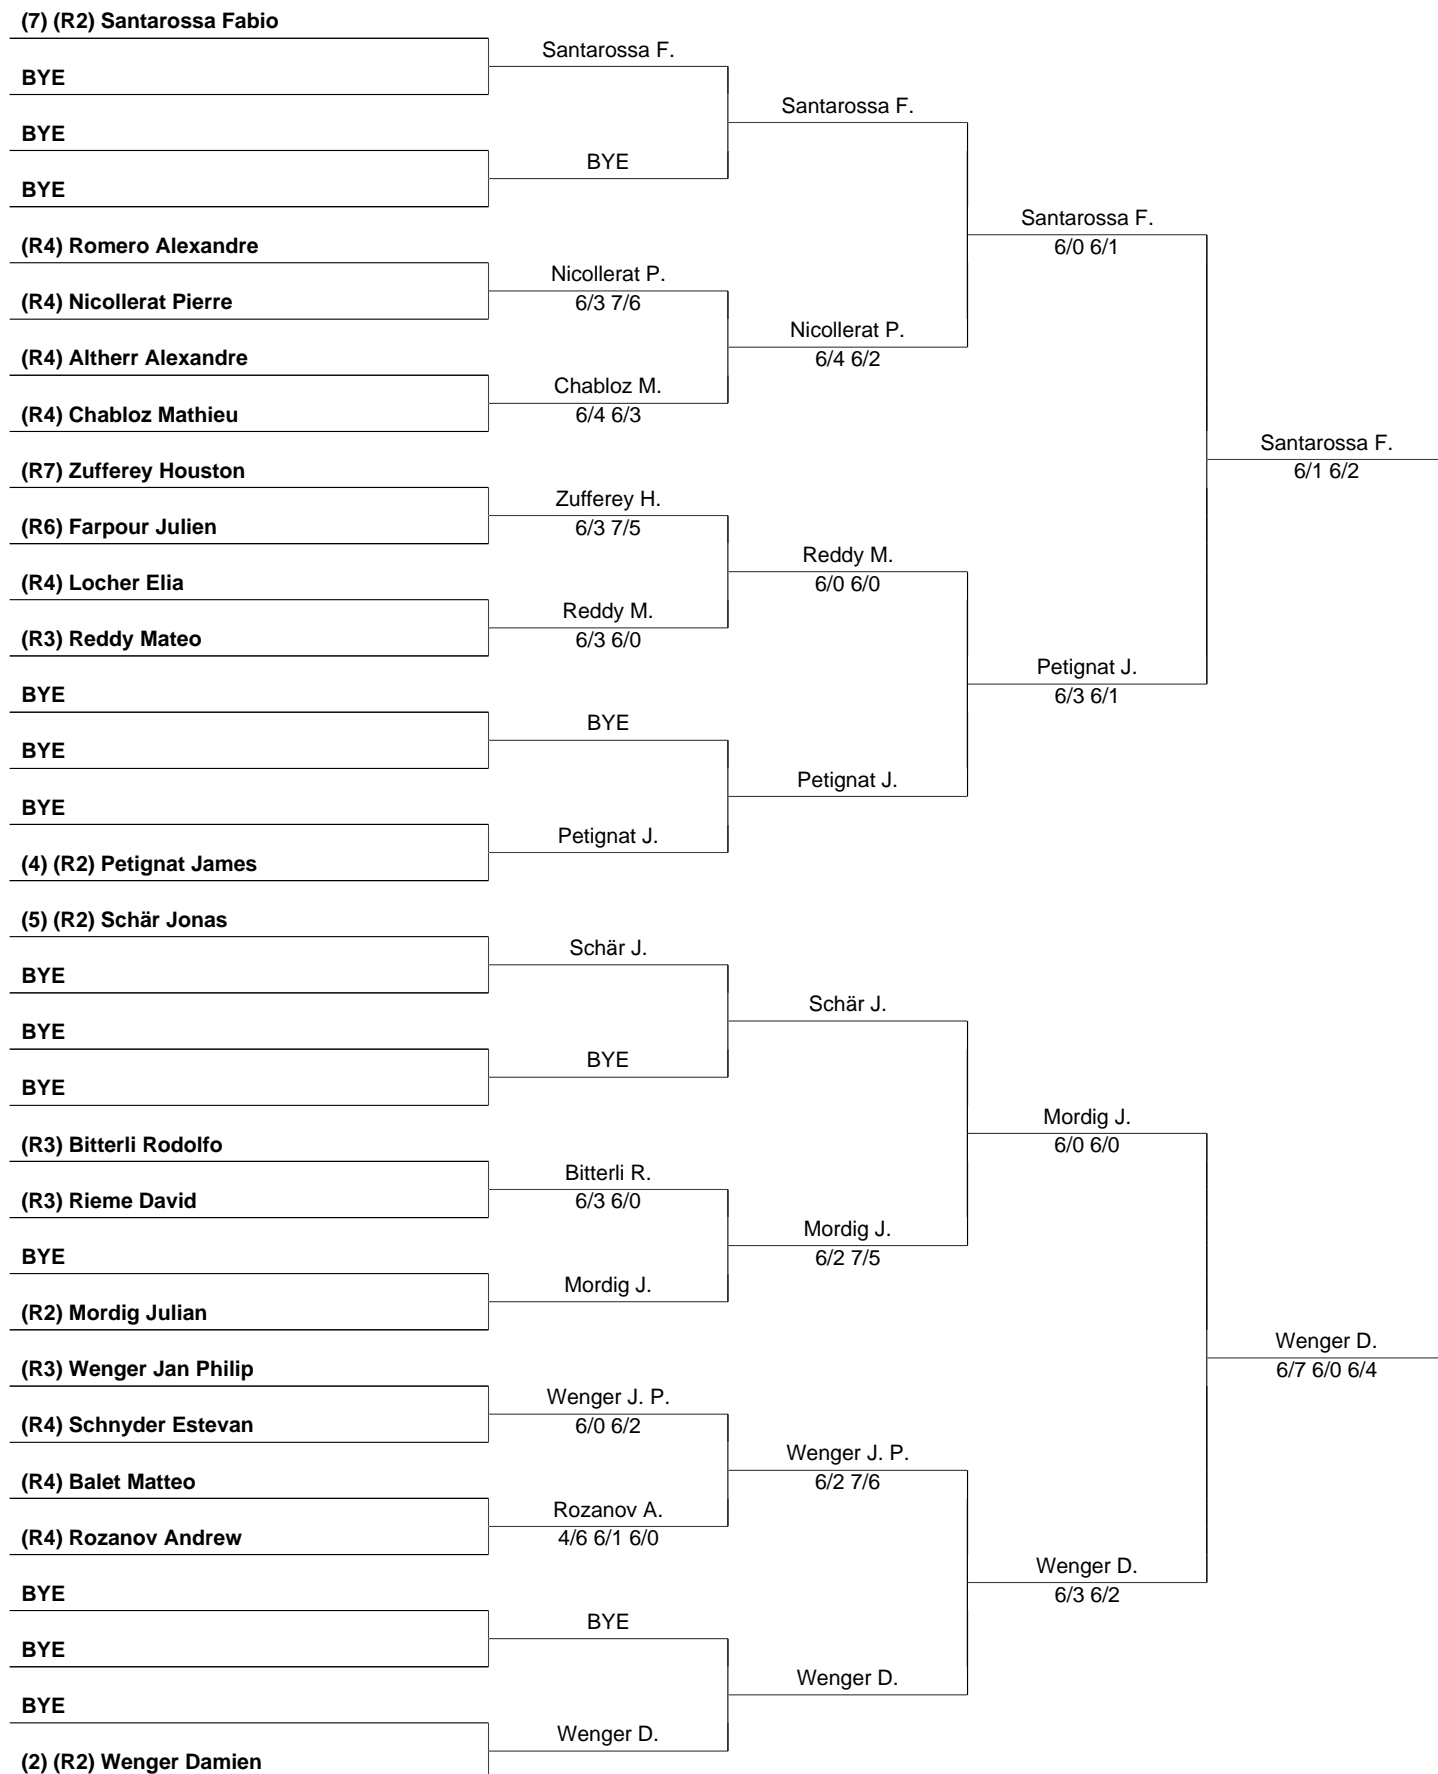 (7) (R2) Santarossa Fabio
Santarossa F.
BYE
Santarossa F.
BYE
BYE
BYE
Santarossa F.
6/0 6/1
(R4) Romero Alexandre
Nicollerat P.
6/3 7/6
(R4) Nicollerat Pierre
Nicollerat P.
6/4 6/2
(R4) Altherr Alexandre
Chabloz M.
6/4 6/3
(R4) Chabloz Mathieu
Santarossa F.
6/1 6/2
(R7) Zufferey Houston
Zufferey H.
6/3 7/5
(R6) Farpour Julien
Reddy M.
6/0 6/0
(R4) Locher Elia
Reddy M.
6/3 6/0
(R3) Reddy Mateo
Petignat J.
6/3 6/1
BYE
BYE
BYE
Petignat J.
BYE
Petignat J.
(4) (R2) Petignat James
(5) (R2) Schär Jonas
Schär J.
BYE
Schär J.
BYE
BYE
BYE
Mordig J.
6/0 6/0
(R3) Bitterli Rodolfo
Bitterli R.
6/3 6/0
(R3) Rieme David
Mordig J.
6/2 7/5
BYE
Mordig J.
(R2) Mordig Julian
Wenger D.
6/7 6/0 6/4
(R3) Wenger Jan Philip
Wenger J. P.
6/0 6/2
(R4) Schnyder Estevan
Wenger J. P.
6/2 7/6
(R4) Balet Matteo
Rozanov A.
4/6 6/1 6/0
(R4) Rozanov Andrew
Wenger D.
6/3 6/2
BYE
BYE
BYE
Wenger D.
BYE
Wenger D.
(2) (R2) Wenger Damien